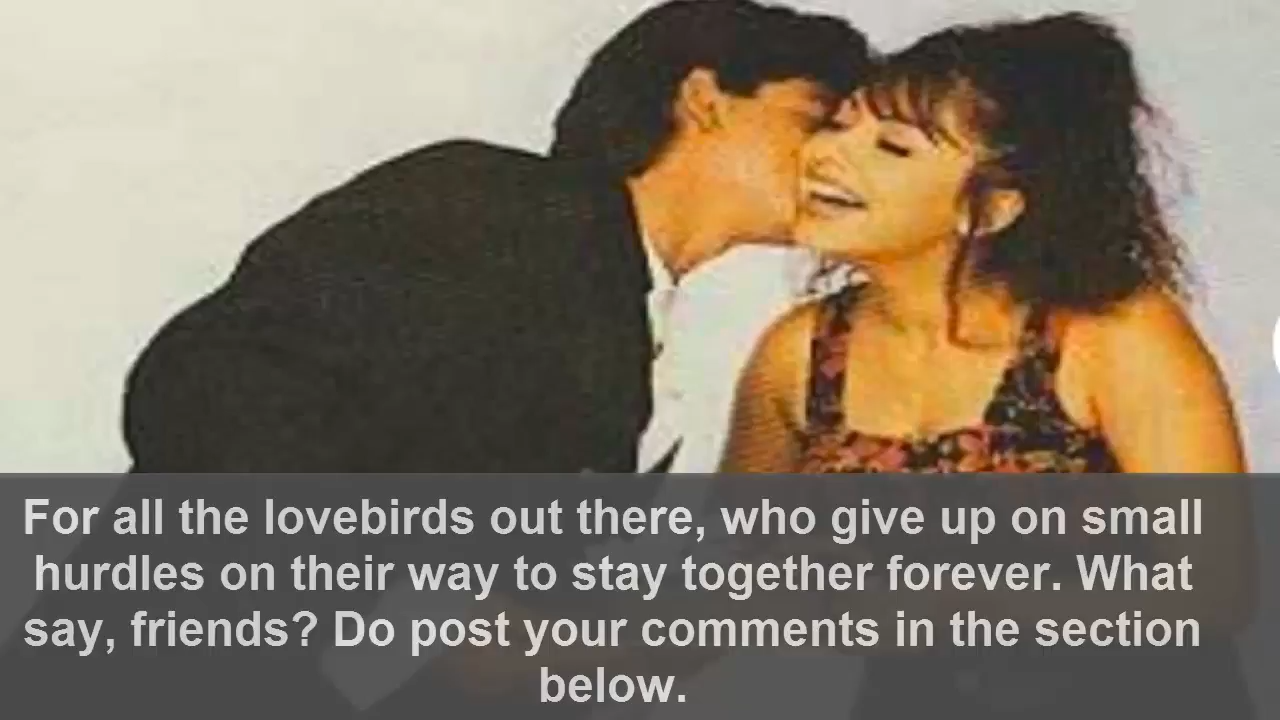 For all the lovebirds out there, who give up on small
hurdles on their way to stay together forever. What
say, friends? Do post your comments in the section
below.